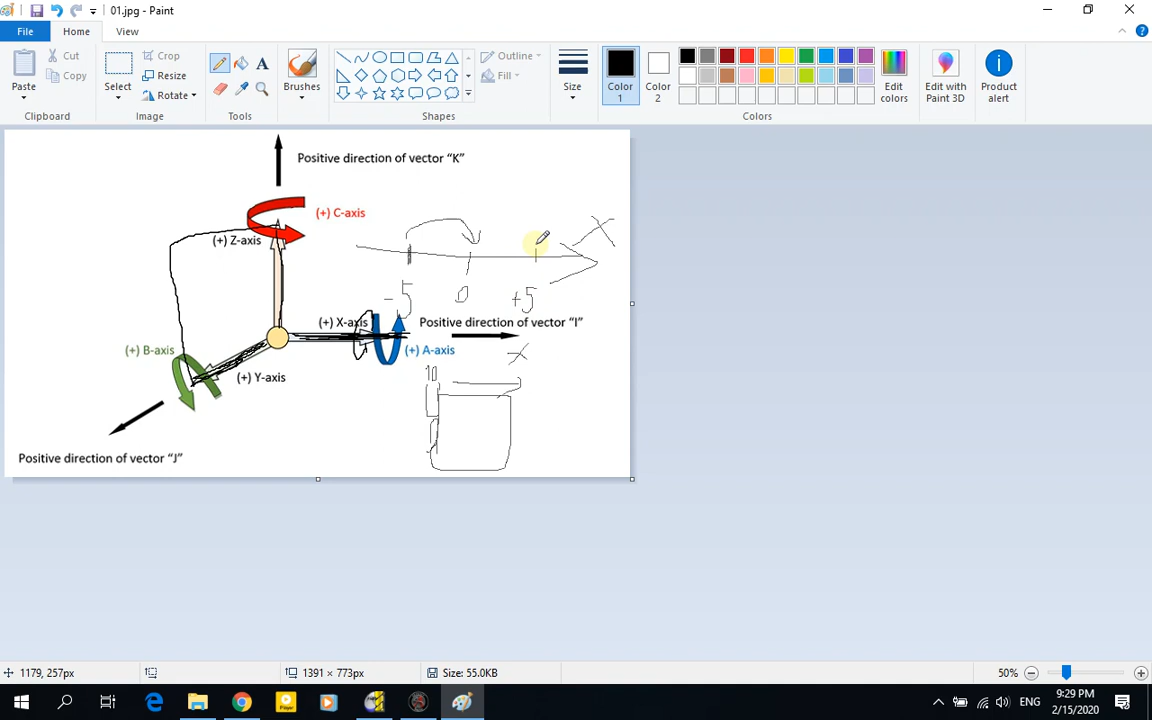 01.jpg - Paint
File
Home
View
Cut
Copy
Paste
Clipboard
Crop
Resize
Rotate
Select
Image
Tools
Brushes
Shapes
Outline
Fill
Size
Color 1
Color 2
Edit colors
Colors
Edit with Paint 3D
Product alert
Positive direction of vector “K”
(+) C-axis
(+) Z-axis
X
-5
0
+5
(+) X-axis
Positive direction of vector “I”
(+) B-axis
(+) A-axis
(+) Y-axis
X
10
Positive direction of vector “J”
1179, 257px
1391 × 773px
Size: 55.0KB
50%
Player
ENG
9:29 PM
2/15/2020